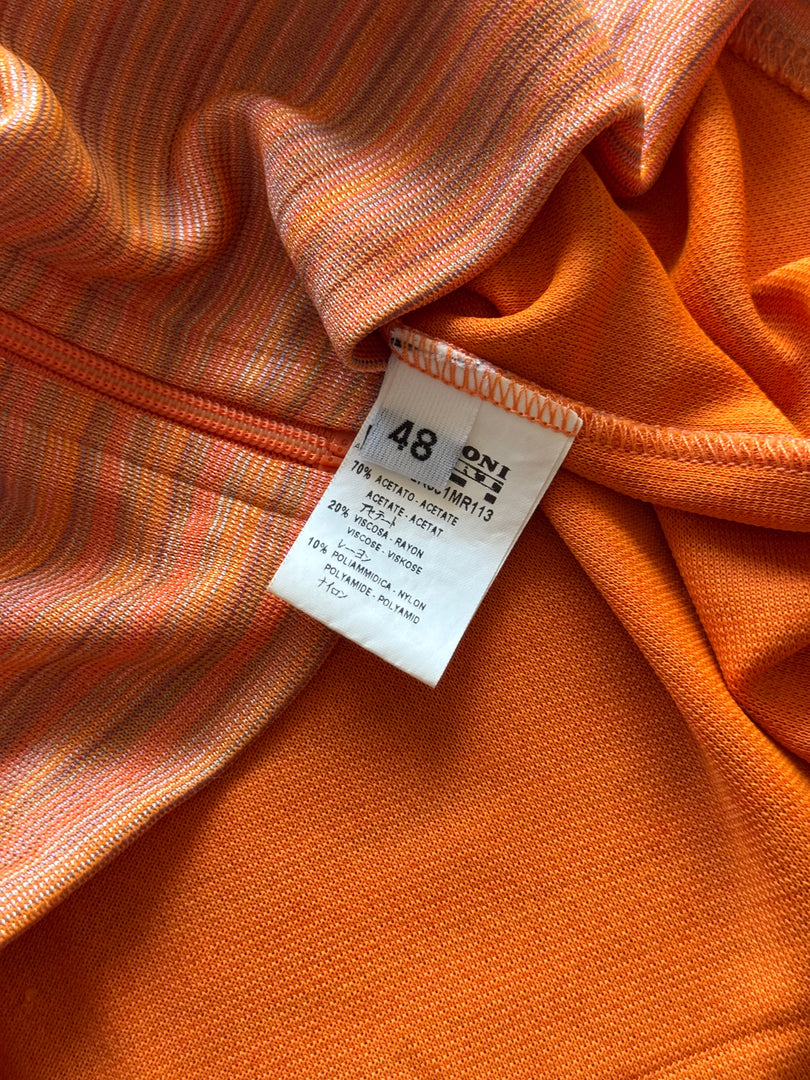 48
ONI
1MR113
70% ACETATO - ACETATE
ACETATE - ACETAT
アセテート
20% VISCOSA - RAYON
VISCOSE - VISKOSE
レーヨン
10% POLIAMMIDICA - NYLON
POLYAMIDE - POLYAMID
ナイロン